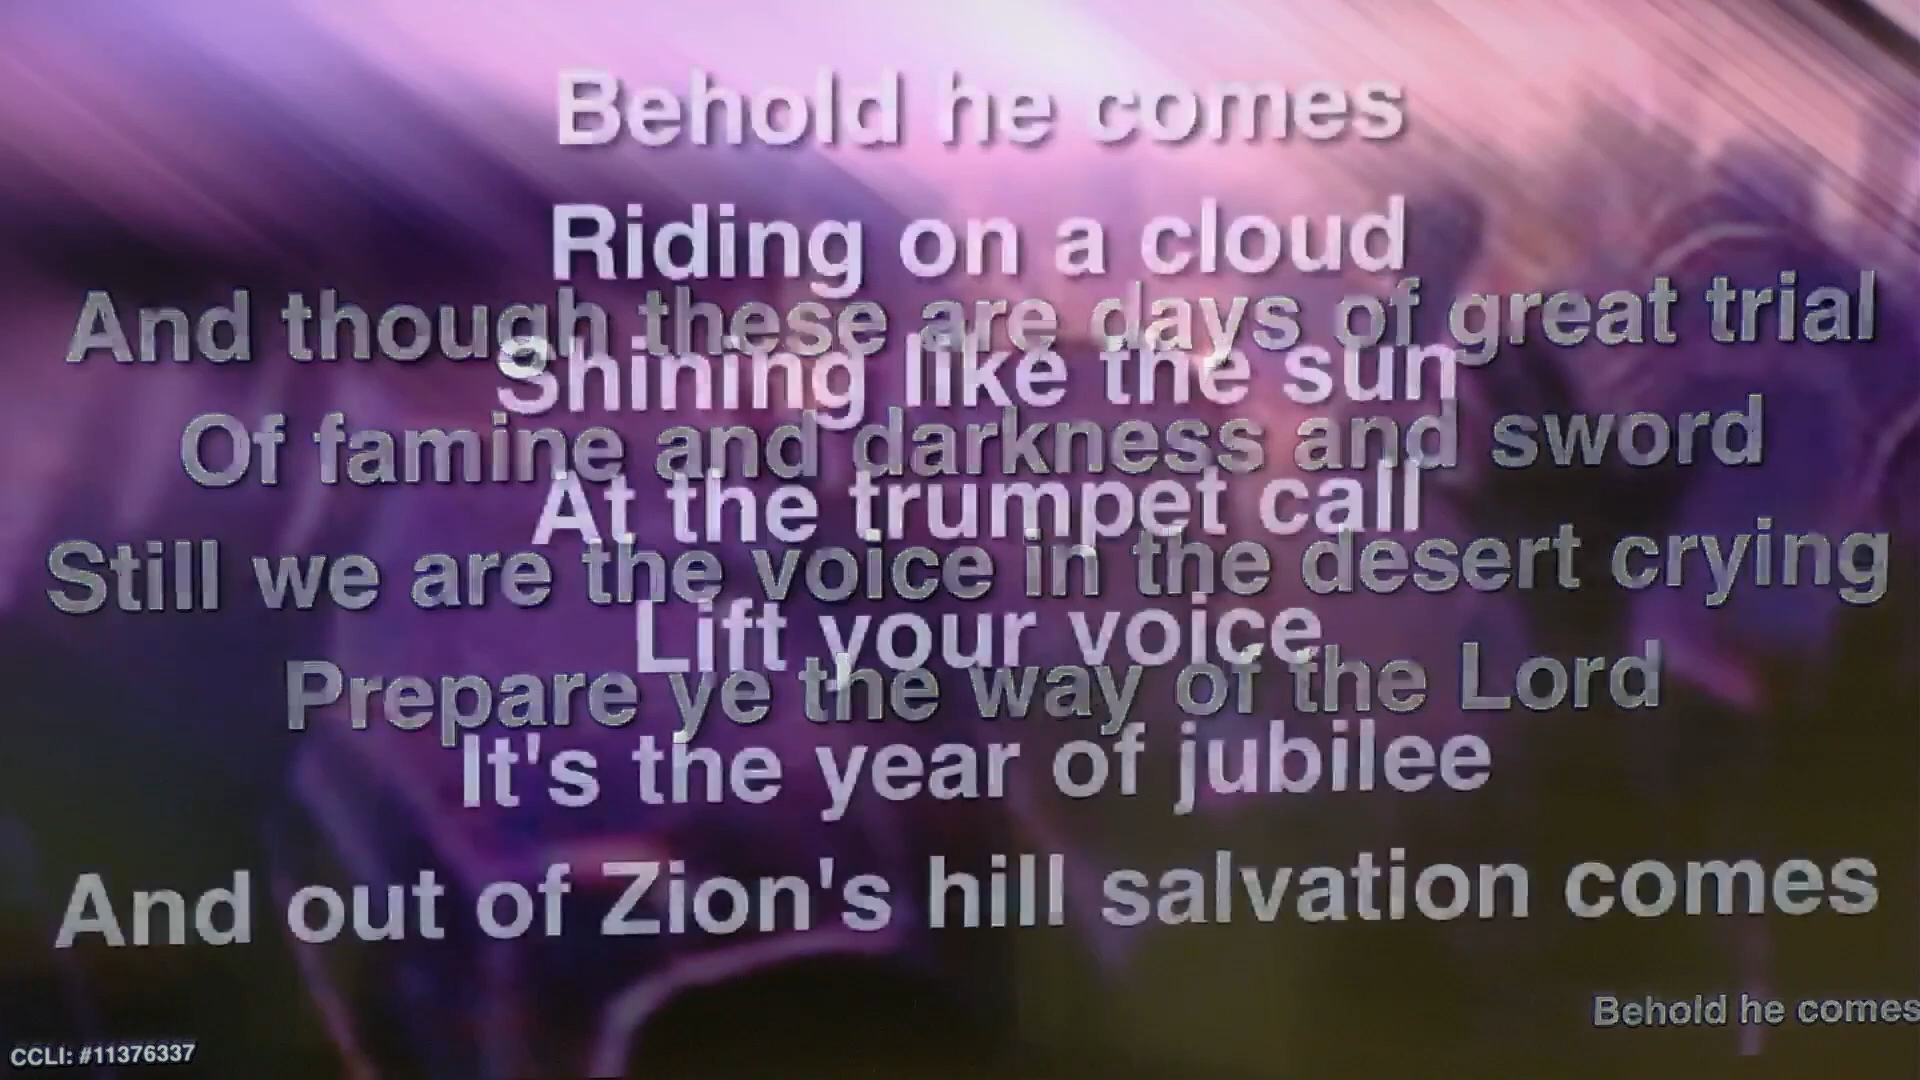 Behold he comes
Riding on a cloud
And though these are days of great trial
Shining like the sun
Of famine and darkness and sword
At the trumpet call
Still we are the voice in the desert crying
Lift your voice
Prepare ye the way of the Lord
It's the year of jubilee
And out of Zion's hill salvation comes
Behold he comes
CCLI: #11376337